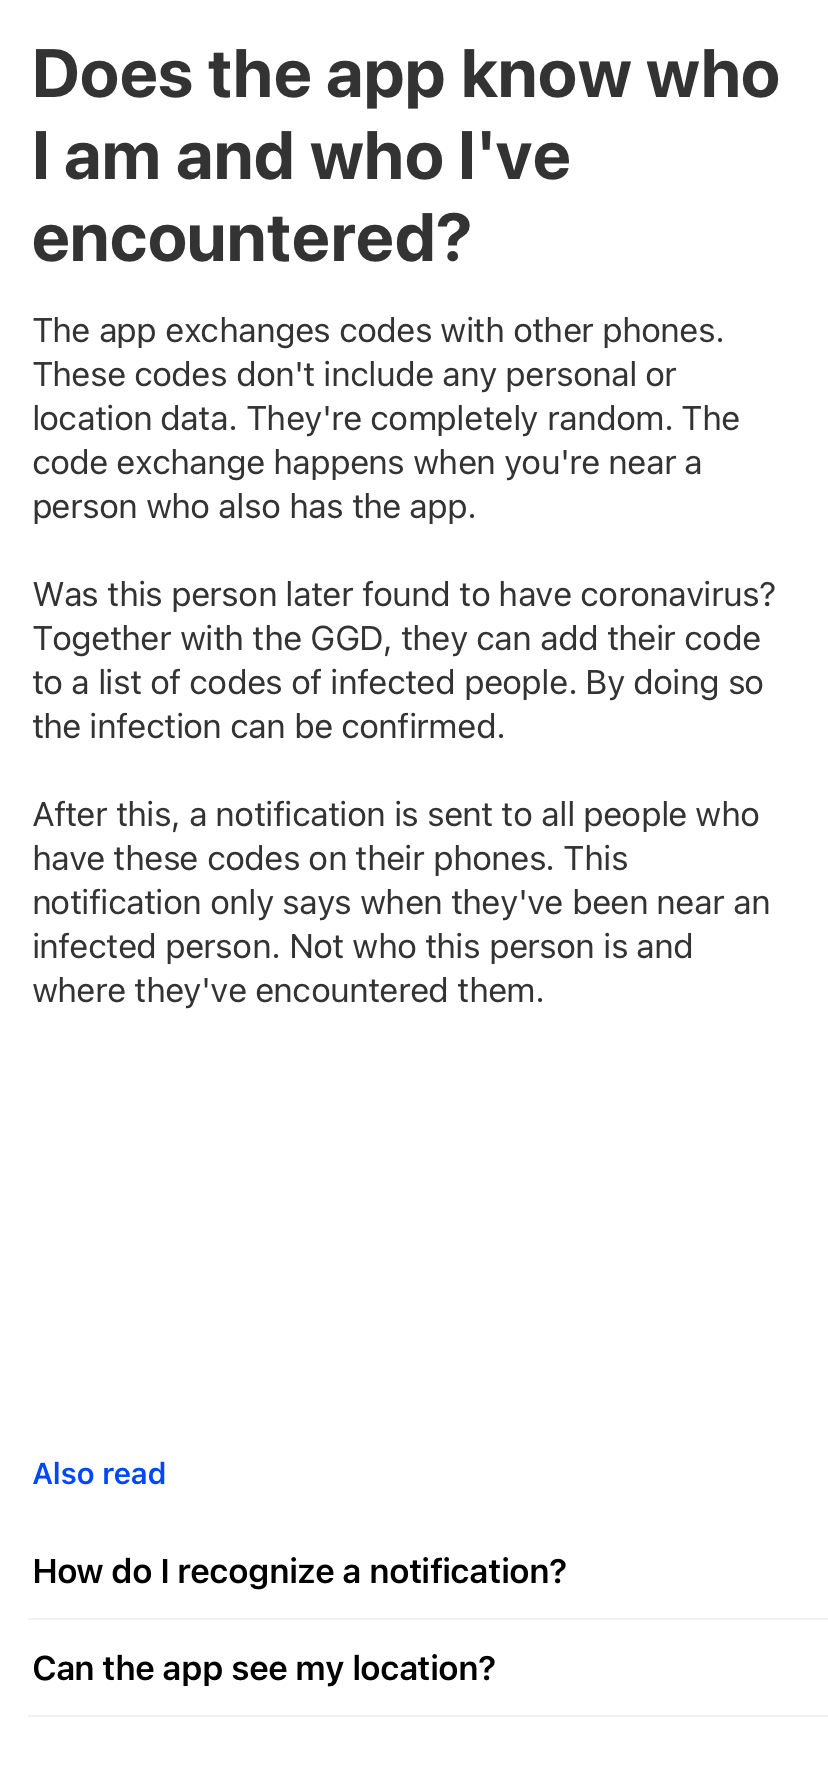 Does the app know who
I am and who I've
encountered?
The app exchanges codes with other phones.
These codes don't include any personal or
location data. They're completely random. The
code exchange happens when you're near a
person who also has the app.
Was this person later found to have coronavirus?
Together with the GGD, they can add their code
to a list of codes of infected people. By doing so
the infection can be confirmed.
After this, a notification is sent to all people who
have these codes on their phones. This
notification only says when they've been near an
infected person. Not who this person is and
where they've encountered them.
Also read
How do I recognize a notification?
Can the app see my location?